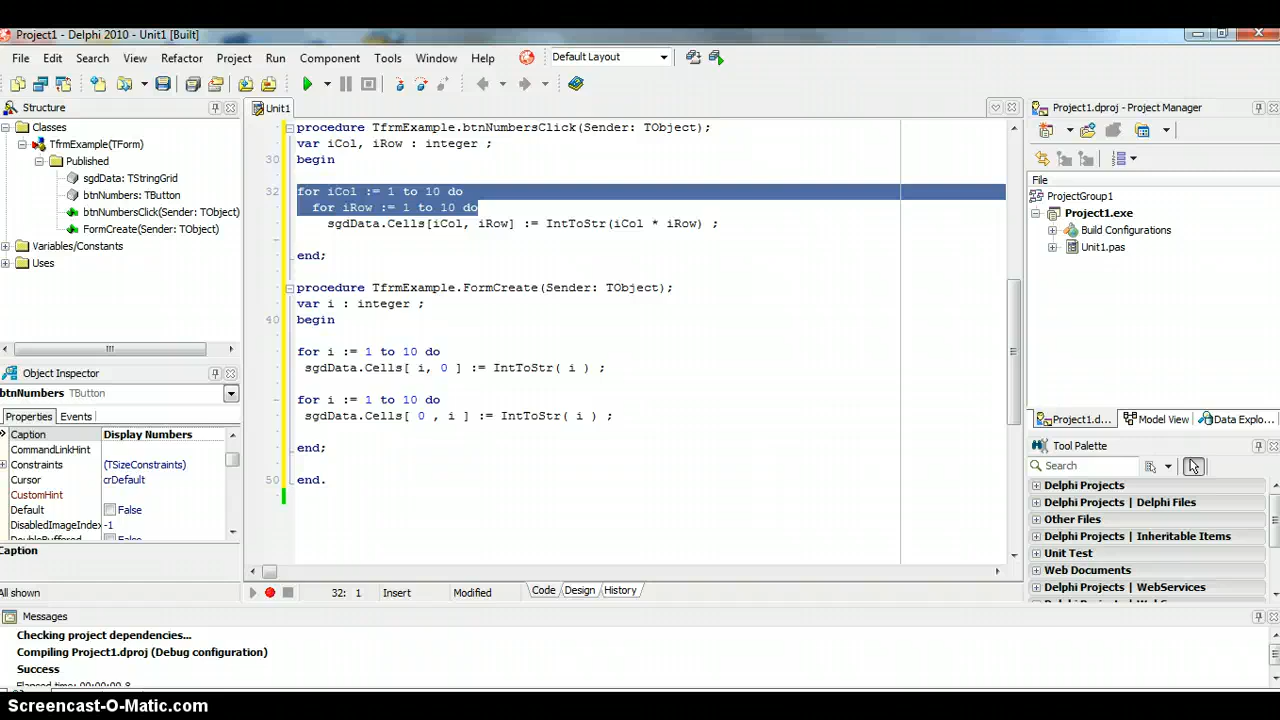 Project1 - Delphi 2010 - Unit1 [Built]
File Edit Search View Refactor Project Run Component Tools Window Help Default Layout
Structure
Classes
TfrmExample(TForm)
Published
sgdData: TStringGrid
btnNumbers: TButton
btnNumbersClick(Sender: TObject)
FormCreate(Sender: TObject)
Variables/Constants
Uses
Object Inspector
btnNumbers TButton
Properties Events
Caption Display Numbers
CommandLinkHint
Constraints (TSizeConstraints)
Cursor crDefault
CustomHint
Default False
DisabledImageIndex -1
DoubleBuffered False
Caption
All shown
Unit1
procedure TfrmExample.btnNumbersClick(Sender: TObject);
var iCol, iRow : integer ;
30 begin
32 for iCol := 1 to 10 do
for iRow := 1 to 10 do
sgdData.Cells[iCol, iRow] := IntToStr(iCol * iRow) ;
end;
procedure TfrmExample.FormCreate(Sender: TObject);
var i : integer ;
40 begin
for i := 1 to 10 do
sgdData.Cells[ i, 0 ] := IntToStr( i ) ;
for i := 1 to 10 do
sgdData.Cells[ 0 , i ] := IntToStr( i ) ;
end;
50 end.
32: 1 Insert Modified Code Design History
Project1.dproj - Project Manager
File
ProjectGroup1
Project1.exe
Build Configurations
Unit1.pas
Project1.d... Model View Data Explo...
Tool Palette
Search
Delphi Projects
Delphi Projects | Delphi Files
Other Files
Delphi Projects | Inheritable Items
Unit Test
Web Documents
Delphi Projects | WebServices
Messages
Checking project dependencies...
Compiling Project1.dproj (Debug configuration)
Success
Elapsed time: 00:00:00.8
Screencast-O-Matic.com